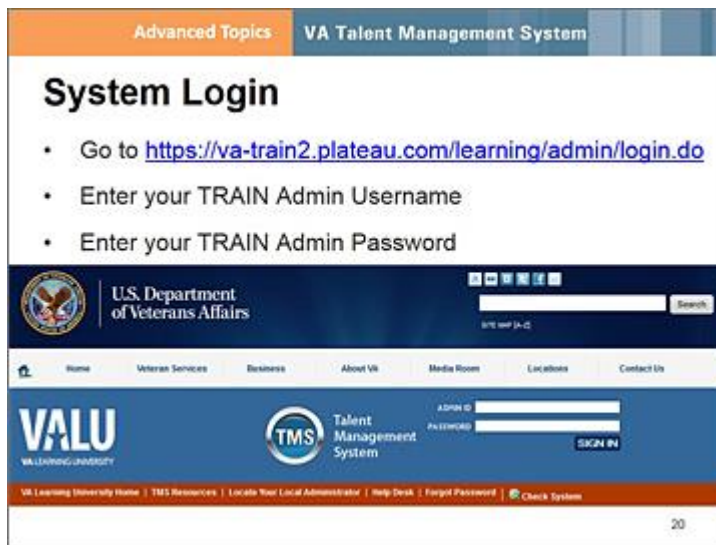 Advanced Topics
VA Talent Management System
System Login
• Go to https://va-train2.plateau.com/learning/admin/login.do
• Enter your TRAIN Admin Username
• Enter your TRAIN Admin Password
U.S. Department
of Veterans Affairs
Search
SITE MAP [A-Z]
Home Veteran Services Business About VA Media Room Locations Contact Us
VALU
VA LEARNING UNIVERSITY
TMS
Talent
Management
System
ADMIN ID
PASSWORD
SIGN IN
VA Learning University Home | TMS Resources | Locate Your Local Administrator | Help Desk | Forgot Password | Check System
20